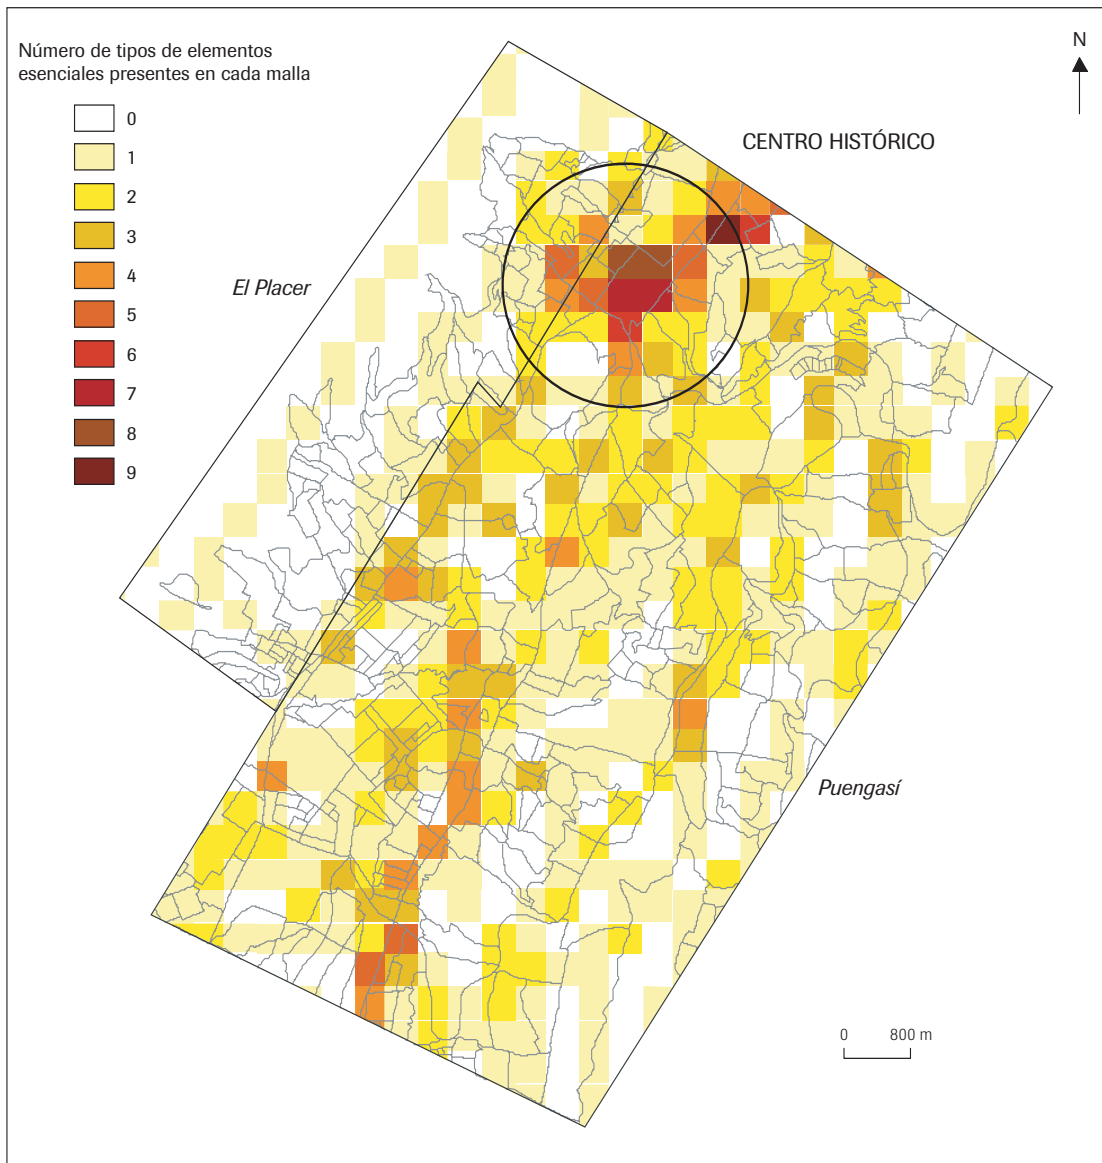 Número de tipos de elementos
esenciales presentes en cada malla
0
1
2
3
4
5
6
7
8
9
N
CENTRO HISTÓRICO
El Placer
Puengasí
0 800 m